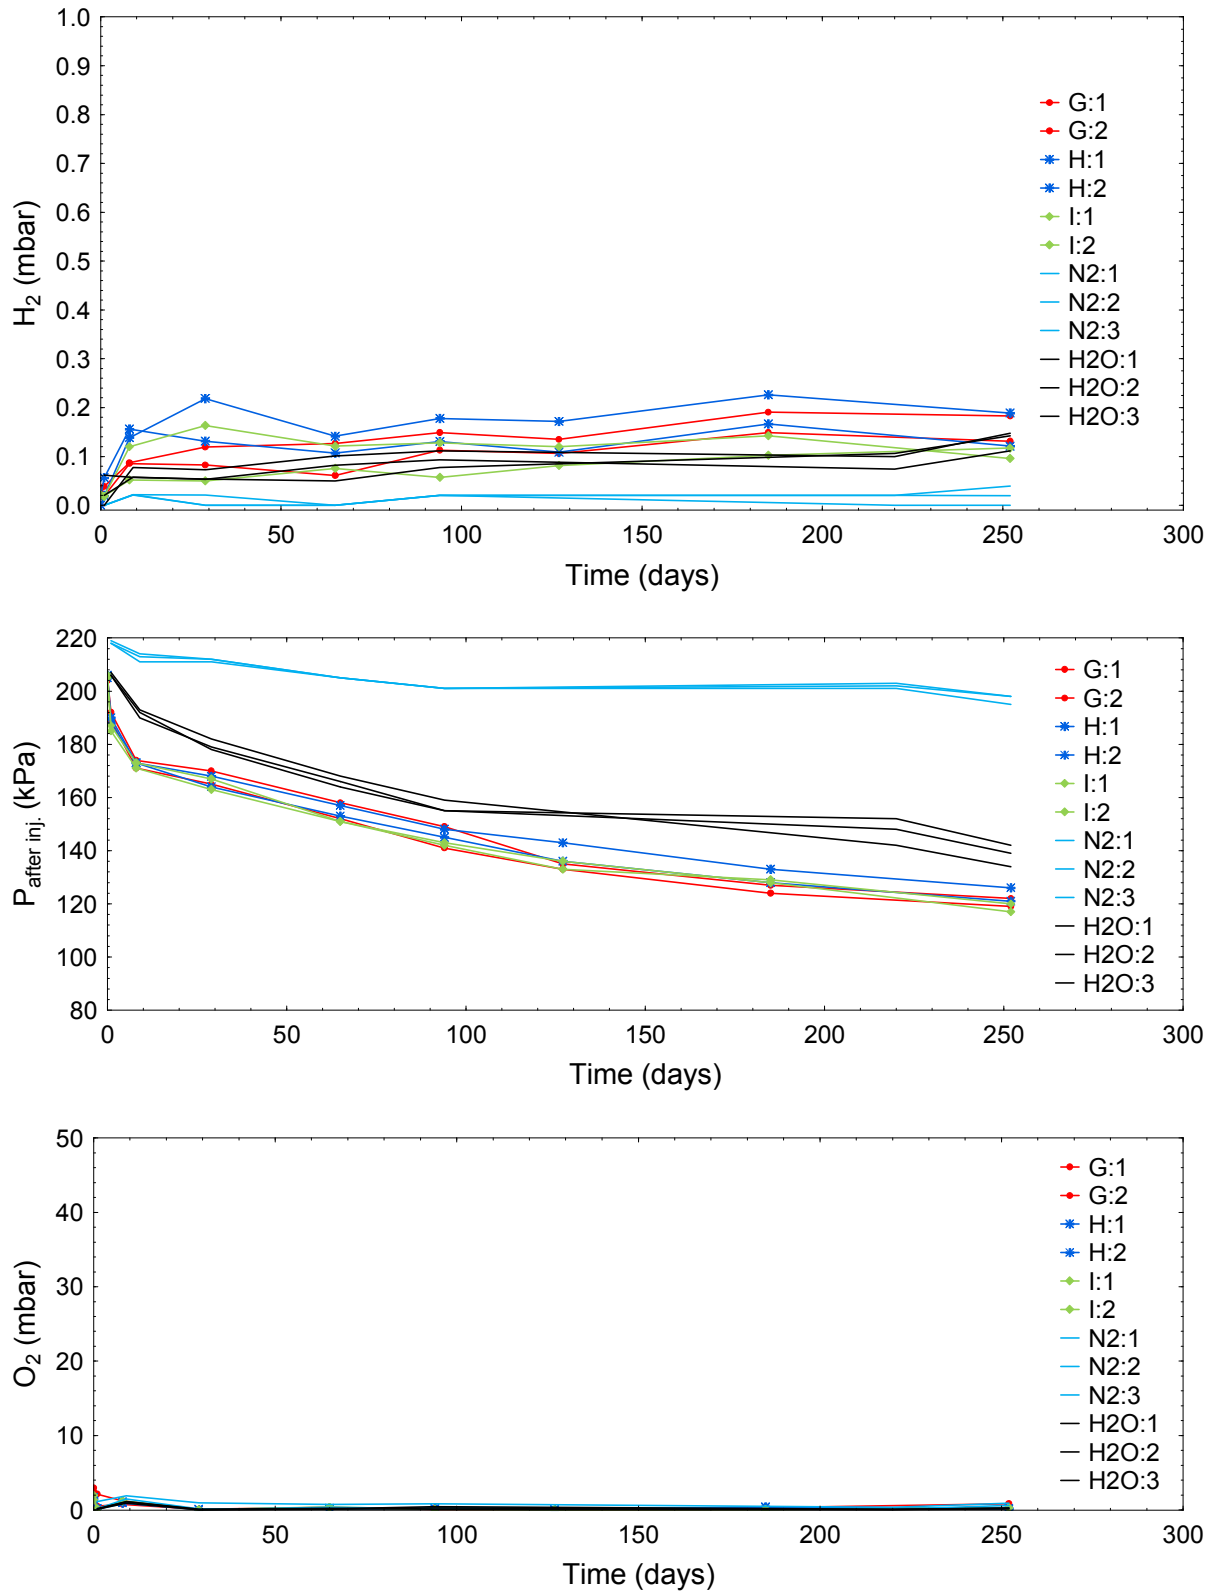 1.0
0.9
0.8
0.7
0.6
0.5
0.4
0.3
0.2
0.1
0.0
H₂ (mbar)
0 50 100 150 200 250 300
Time (days)
G:1
G:2
H:1
H:2
I:1
I:2
N2:1
N2:2
N2:3
H2O:1
H2O:2
H2O:3
220
200
180
160
140
120
100
80
P after inj. (kPa)
0 50 100 150 200 250 300
Time (days)
G:1
G:2
H:1
H:2
I:1
I:2
N2:1
N2:2
N2:3
H2O:1
H2O:2
H2O:3
50
40
30
20
10
0
O₂ (mbar)
0 50 100 150 200 250 300
Time (days)
G:1
G:2
H:1
H:2
I:1
I:2
N2:1
N2:2
N2:3
H2O:1
H2O:2
H2O:3